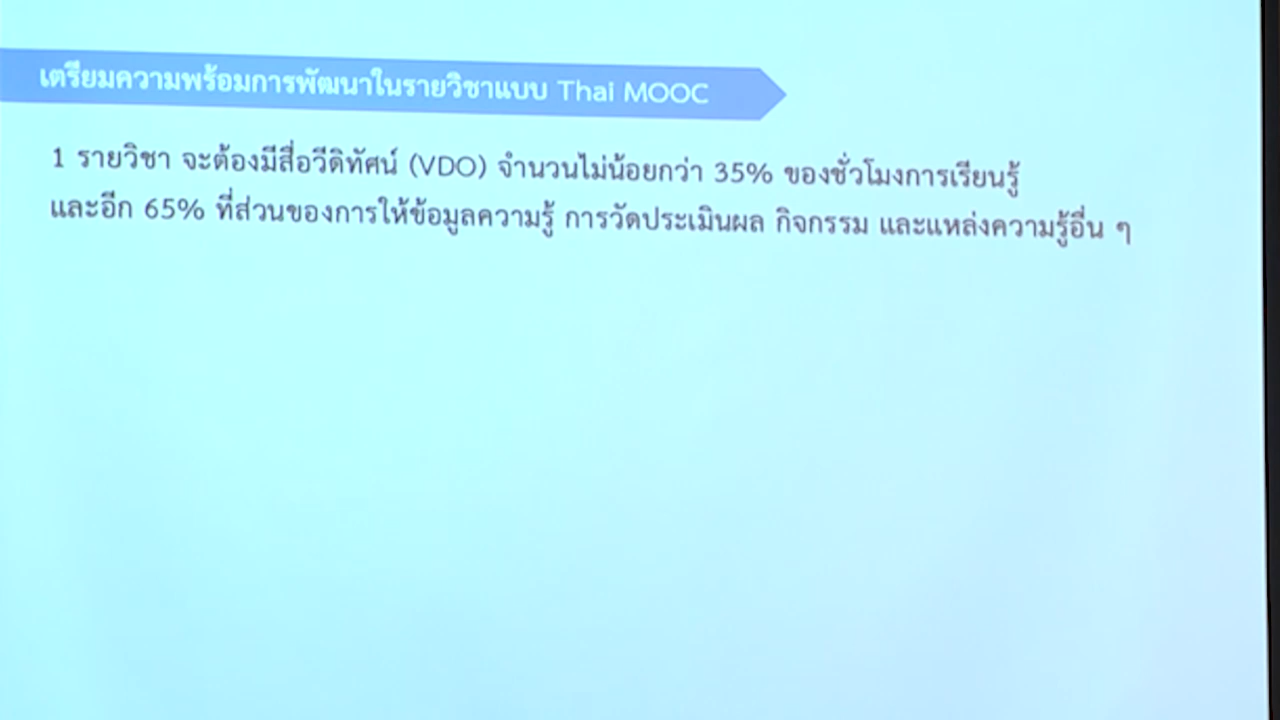 เตรียมความพร้อมการพัฒนาในรายวิชาแบบ Thai MOOC
1 รายวิชา จะต้องมีสื่อวีดิทัศน์ (VDO) จำนวนไม่น้อยกว่า 35% ของชั่วโมงการเรียนรู้
และอีก 65% ที่ส่วนของการให้ข้อมูลความรู้ การวัดประเมินผล กิจกรรม และแหล่งความรู้อื่น ๆ